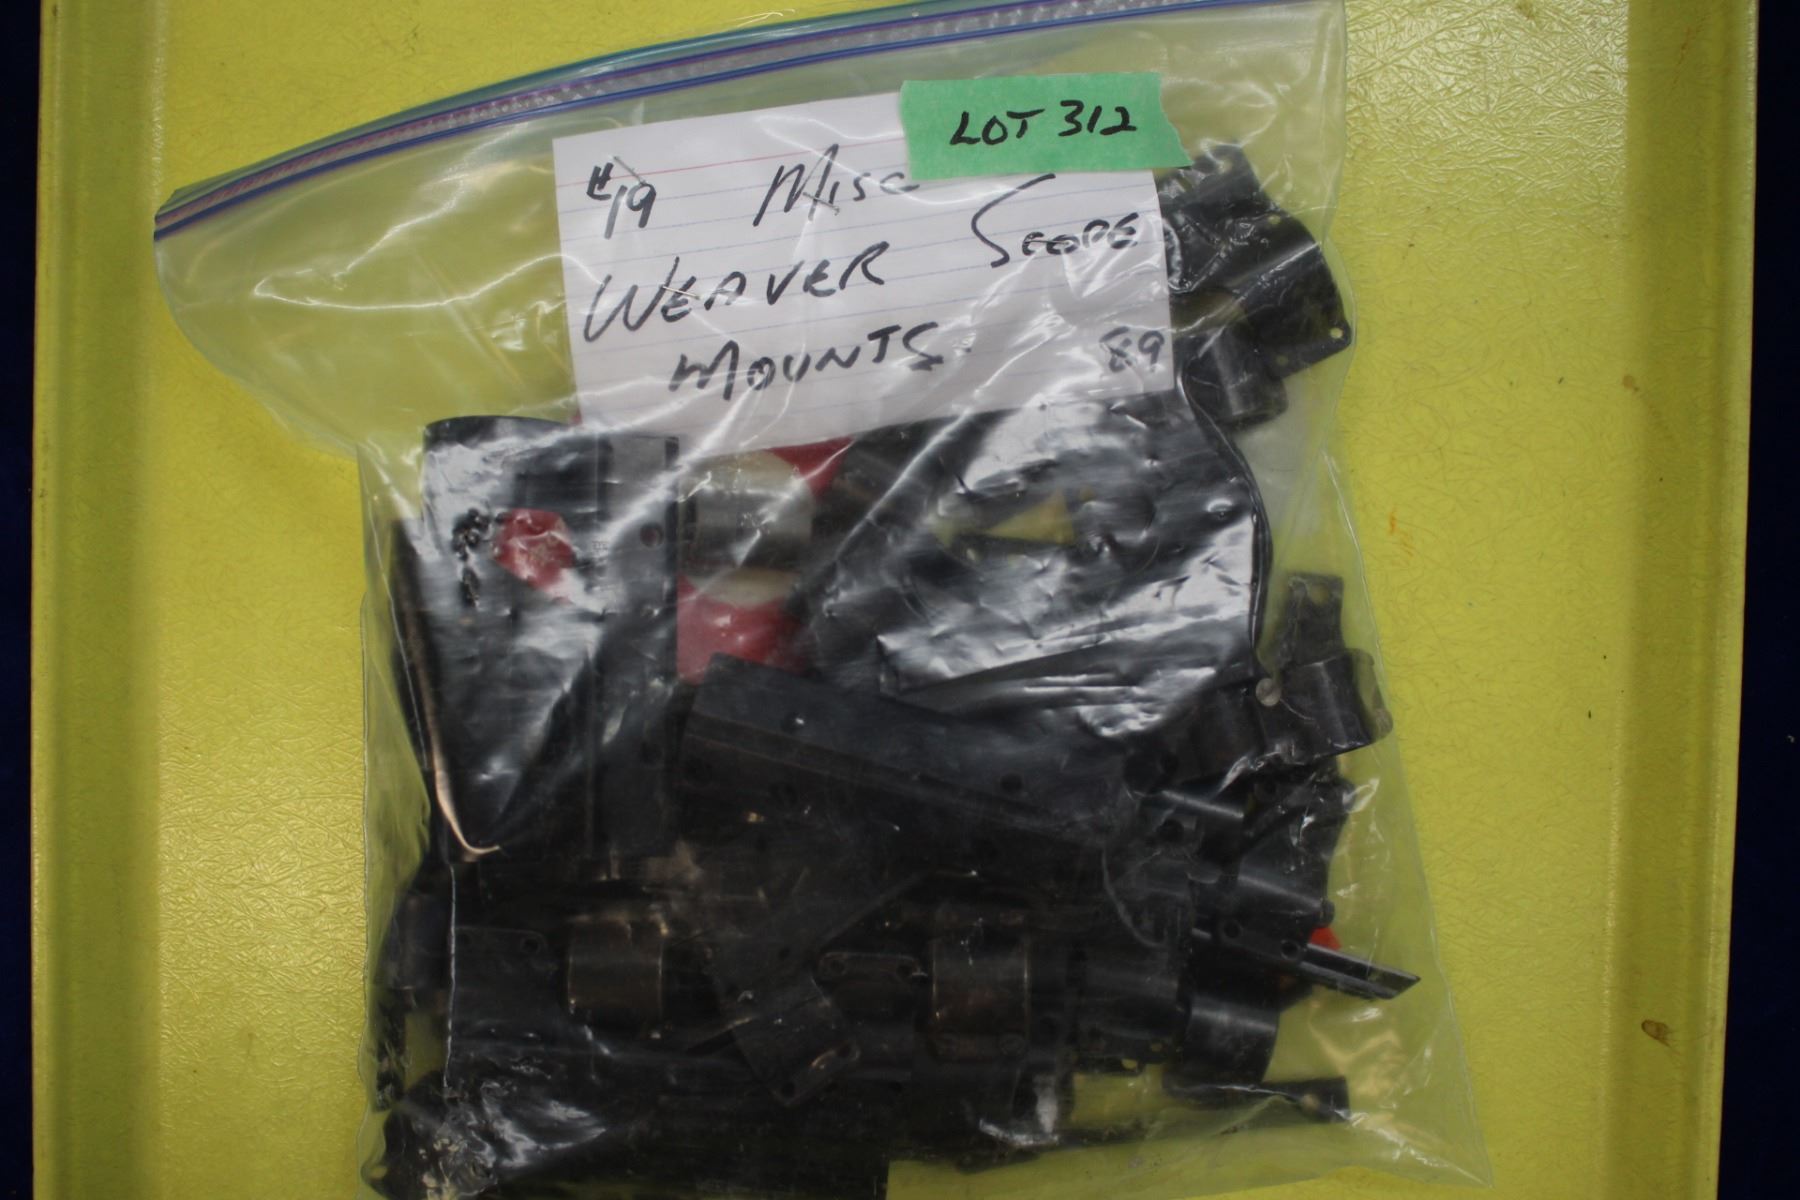 LOT 312
#19 MISC
WEAVER SCOPE
MOUNTS. 89